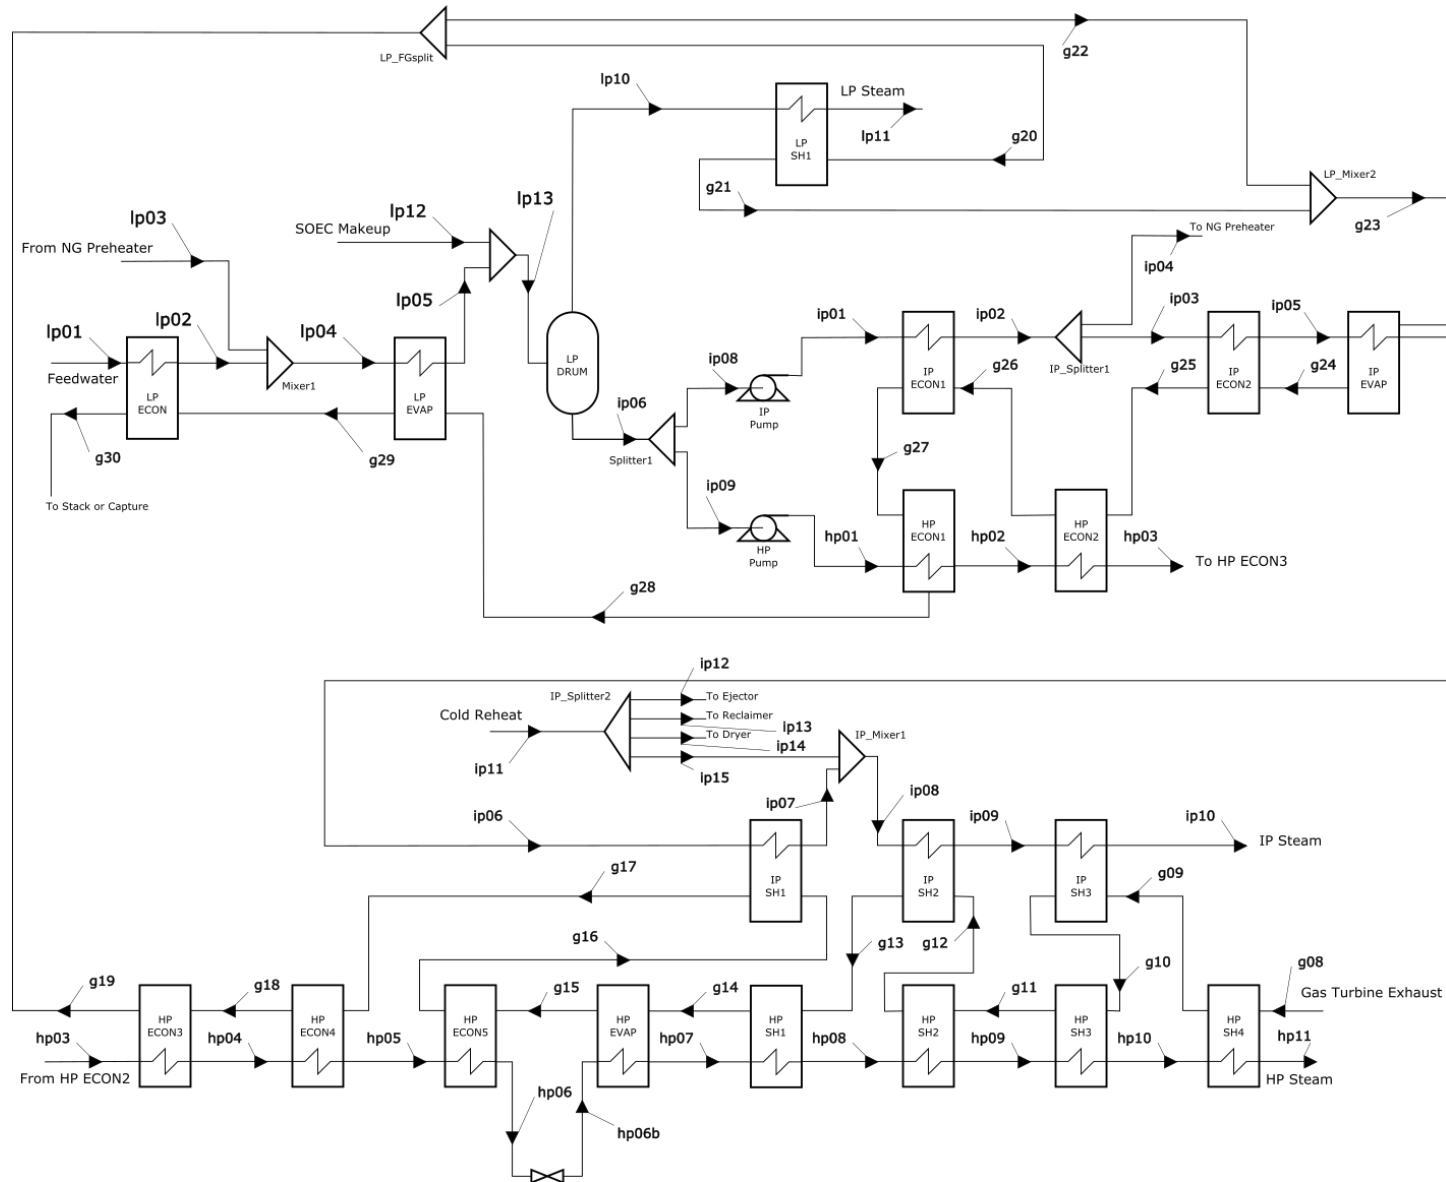 g22
LP_FGsplit
lp10
LP Steam
lp11
LP
SH1
g20
g21
LP_Mixer2
g23
lp03
From NG Preheater
lp12
SOEC Makeup
lp13
lp05
To NG Preheater
ip04
lp01
lp02
lp04
Feedwater
LP
ECON
Mixer1
LP
EVAP
LP
DRUM
ip01
ip02
ip03
ip05
ip08
IP
Pump
IP
ECON1
g26
IP_Splitter1
g25
IP
ECON2
g24
IP
EVAP
g30
g29
ip06
Splitter1
g27
To Stack or Capture
ip09
HP
Pump
hp01
HP
ECON1
hp02
HP
ECON2
hp03
To HP ECON3
g28
ip12
IP_Splitter2
To Ejector
To Reclaimer
ip13
To Dryer
ip14
Cold Reheat
ip11
ip15
IP_Mixer1
ip07
ip08
ip06
ip09
ip10
IP Steam
IP
SH1
IP
SH2
IP
SH3
g17
g09
g16
g13
g12
g10
g08
Gas Turbine Exhaust
g19
g18
g15
g14
g11
HP
ECON3
HP
ECON4
HP
ECON5
HP
EVAP
HP
SH1
HP
SH2
HP
SH3
HP
SH4
hp03
From HP ECON2
hp04
hp05
hp07
hp08
hp09
hp10
hp11
HP Steam
hp06
hp06b